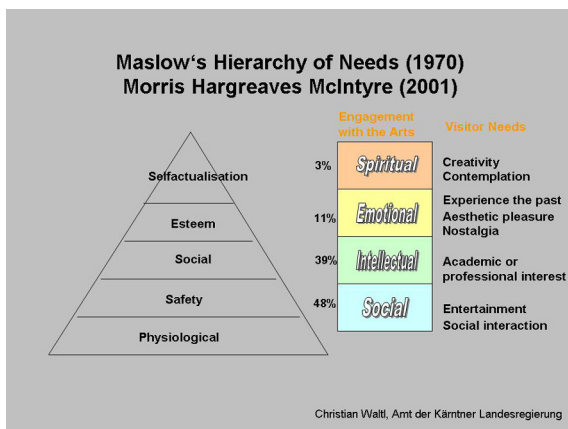 Maslow‘s Hierarchy of Needs (1970)
Morris Hargreaves McIntyre (2001)
Engagement
with the Arts
Visitor Needs
Selfactualisation
Esteem
Social
Safety
Physiological
3%
Spiritual
Creativity
Contemplation
11%
Emotional
Experience the past
Aesthetic pleasure
Nostalgia
39%
Intellectual
Academic or
professional interest
48%
Social
Entertainment
Social interaction
Christian Waltl, Amt der Kärntner Landesregierung